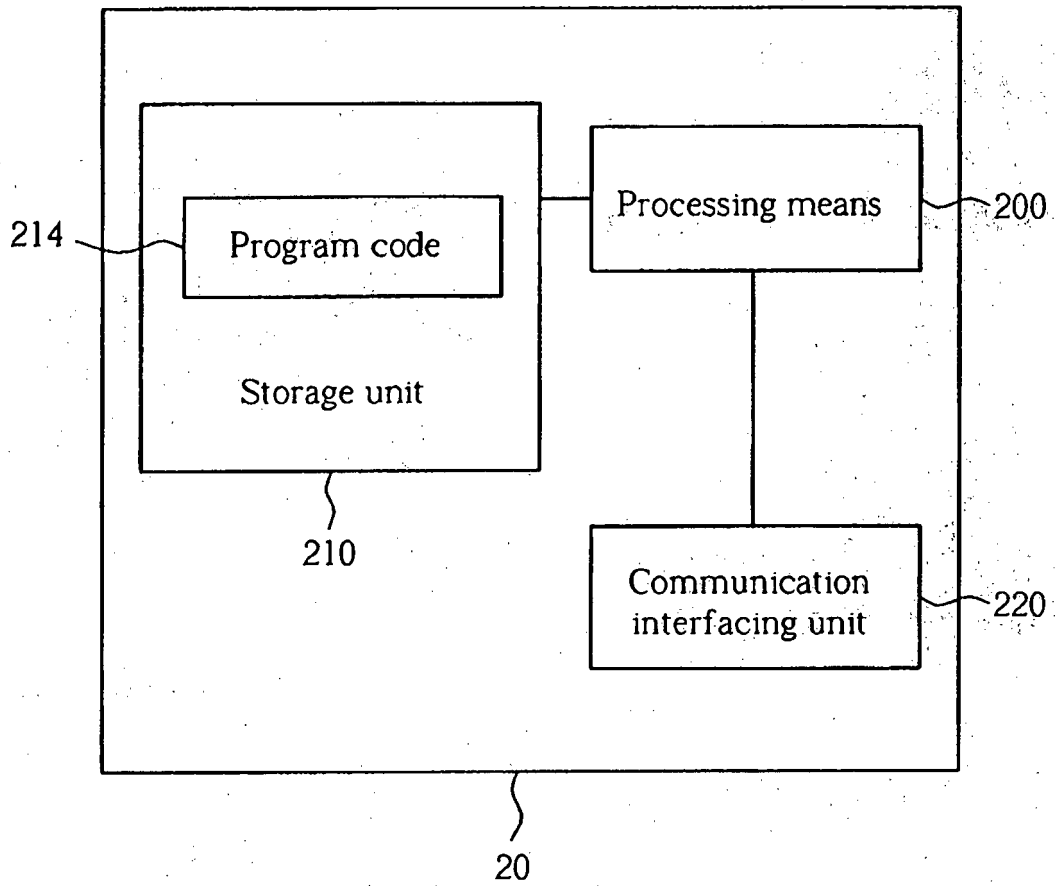 Processing means
200
214
Program code
Storage unit
210
Communication
interfacing unit
220
20